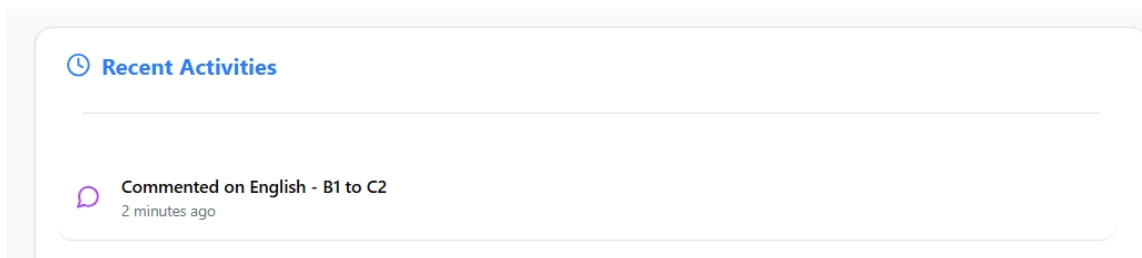 Recent Activities
Commented on English - B1 to C2
2 minutes ago